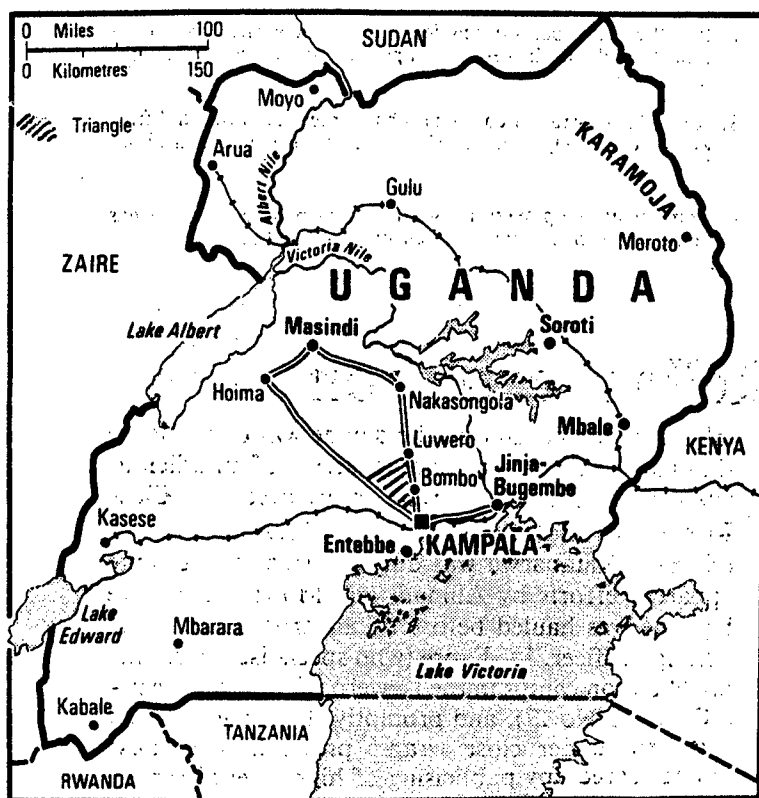 0 Miles 100
0 Kilometres 150
SUDAN
Moyo
Triangle
KARAMOJA
Arua
Albert Nile
Gulu
Moroto
ZAIRE
Victoria Nile
UGANDA
Lake Albert
Masindi
Soroti
Hoima
Nakasongola
Mbale
Luwero
KENYA
Bombo
Jinja-
Bugembe
Kasese
Entebbe
KAMPALA
Lake
Edward
Mbarara
Lake Victoria
Kabale
TANZANIA
RWANDA